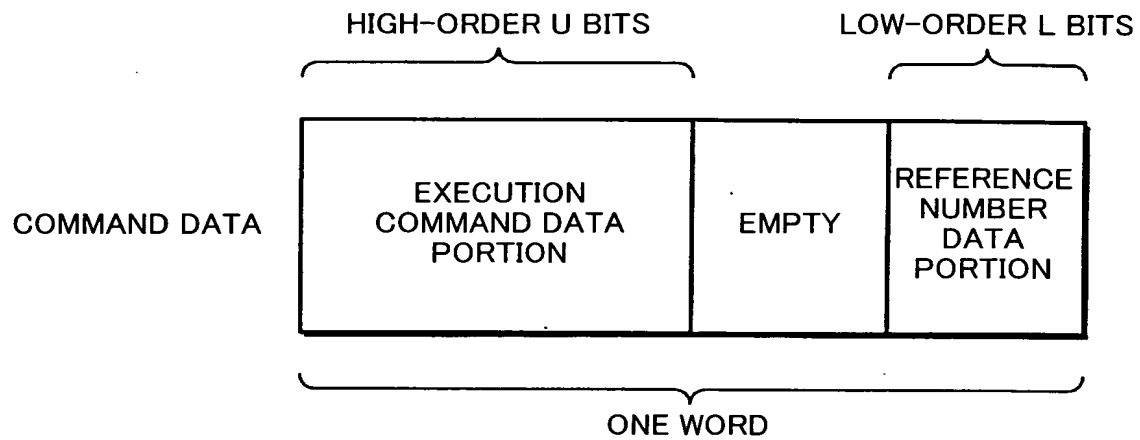 HIGH-ORDER U BITS
LOW-ORDER L BITS
COMMAND DATA
EXECUTION
COMMAND DATA
PORTION
EMPTY
REFERENCE
NUMBER
DATA
PORTION
ONE WORD